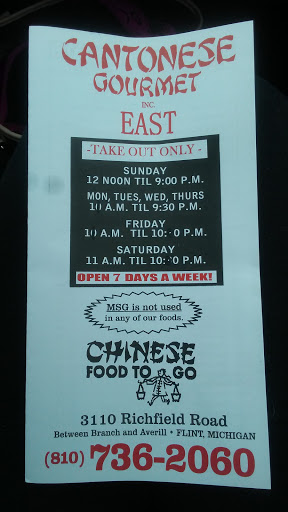 CANTONESE
GOURMET
INC.
EAST
-TAKE OUT ONLY -
SUNDAY
12 NOON TIL 9:00 P.M.
MON, TUES, WED, THURS
10 A.M. TIL 9:30 P.M.
FRIDAY
10 A.M. TIL P.M.
SATURDAY
11 A.M. TIL P.M.
OPEN 7 DAYS A WEEK!
MSG is not used
in any of our foods.
CHINESE
FOOD TO GO
3110 Richfield Road
Between Branch and Averill • FLINT, MICHIGAN
(810) 736-2060